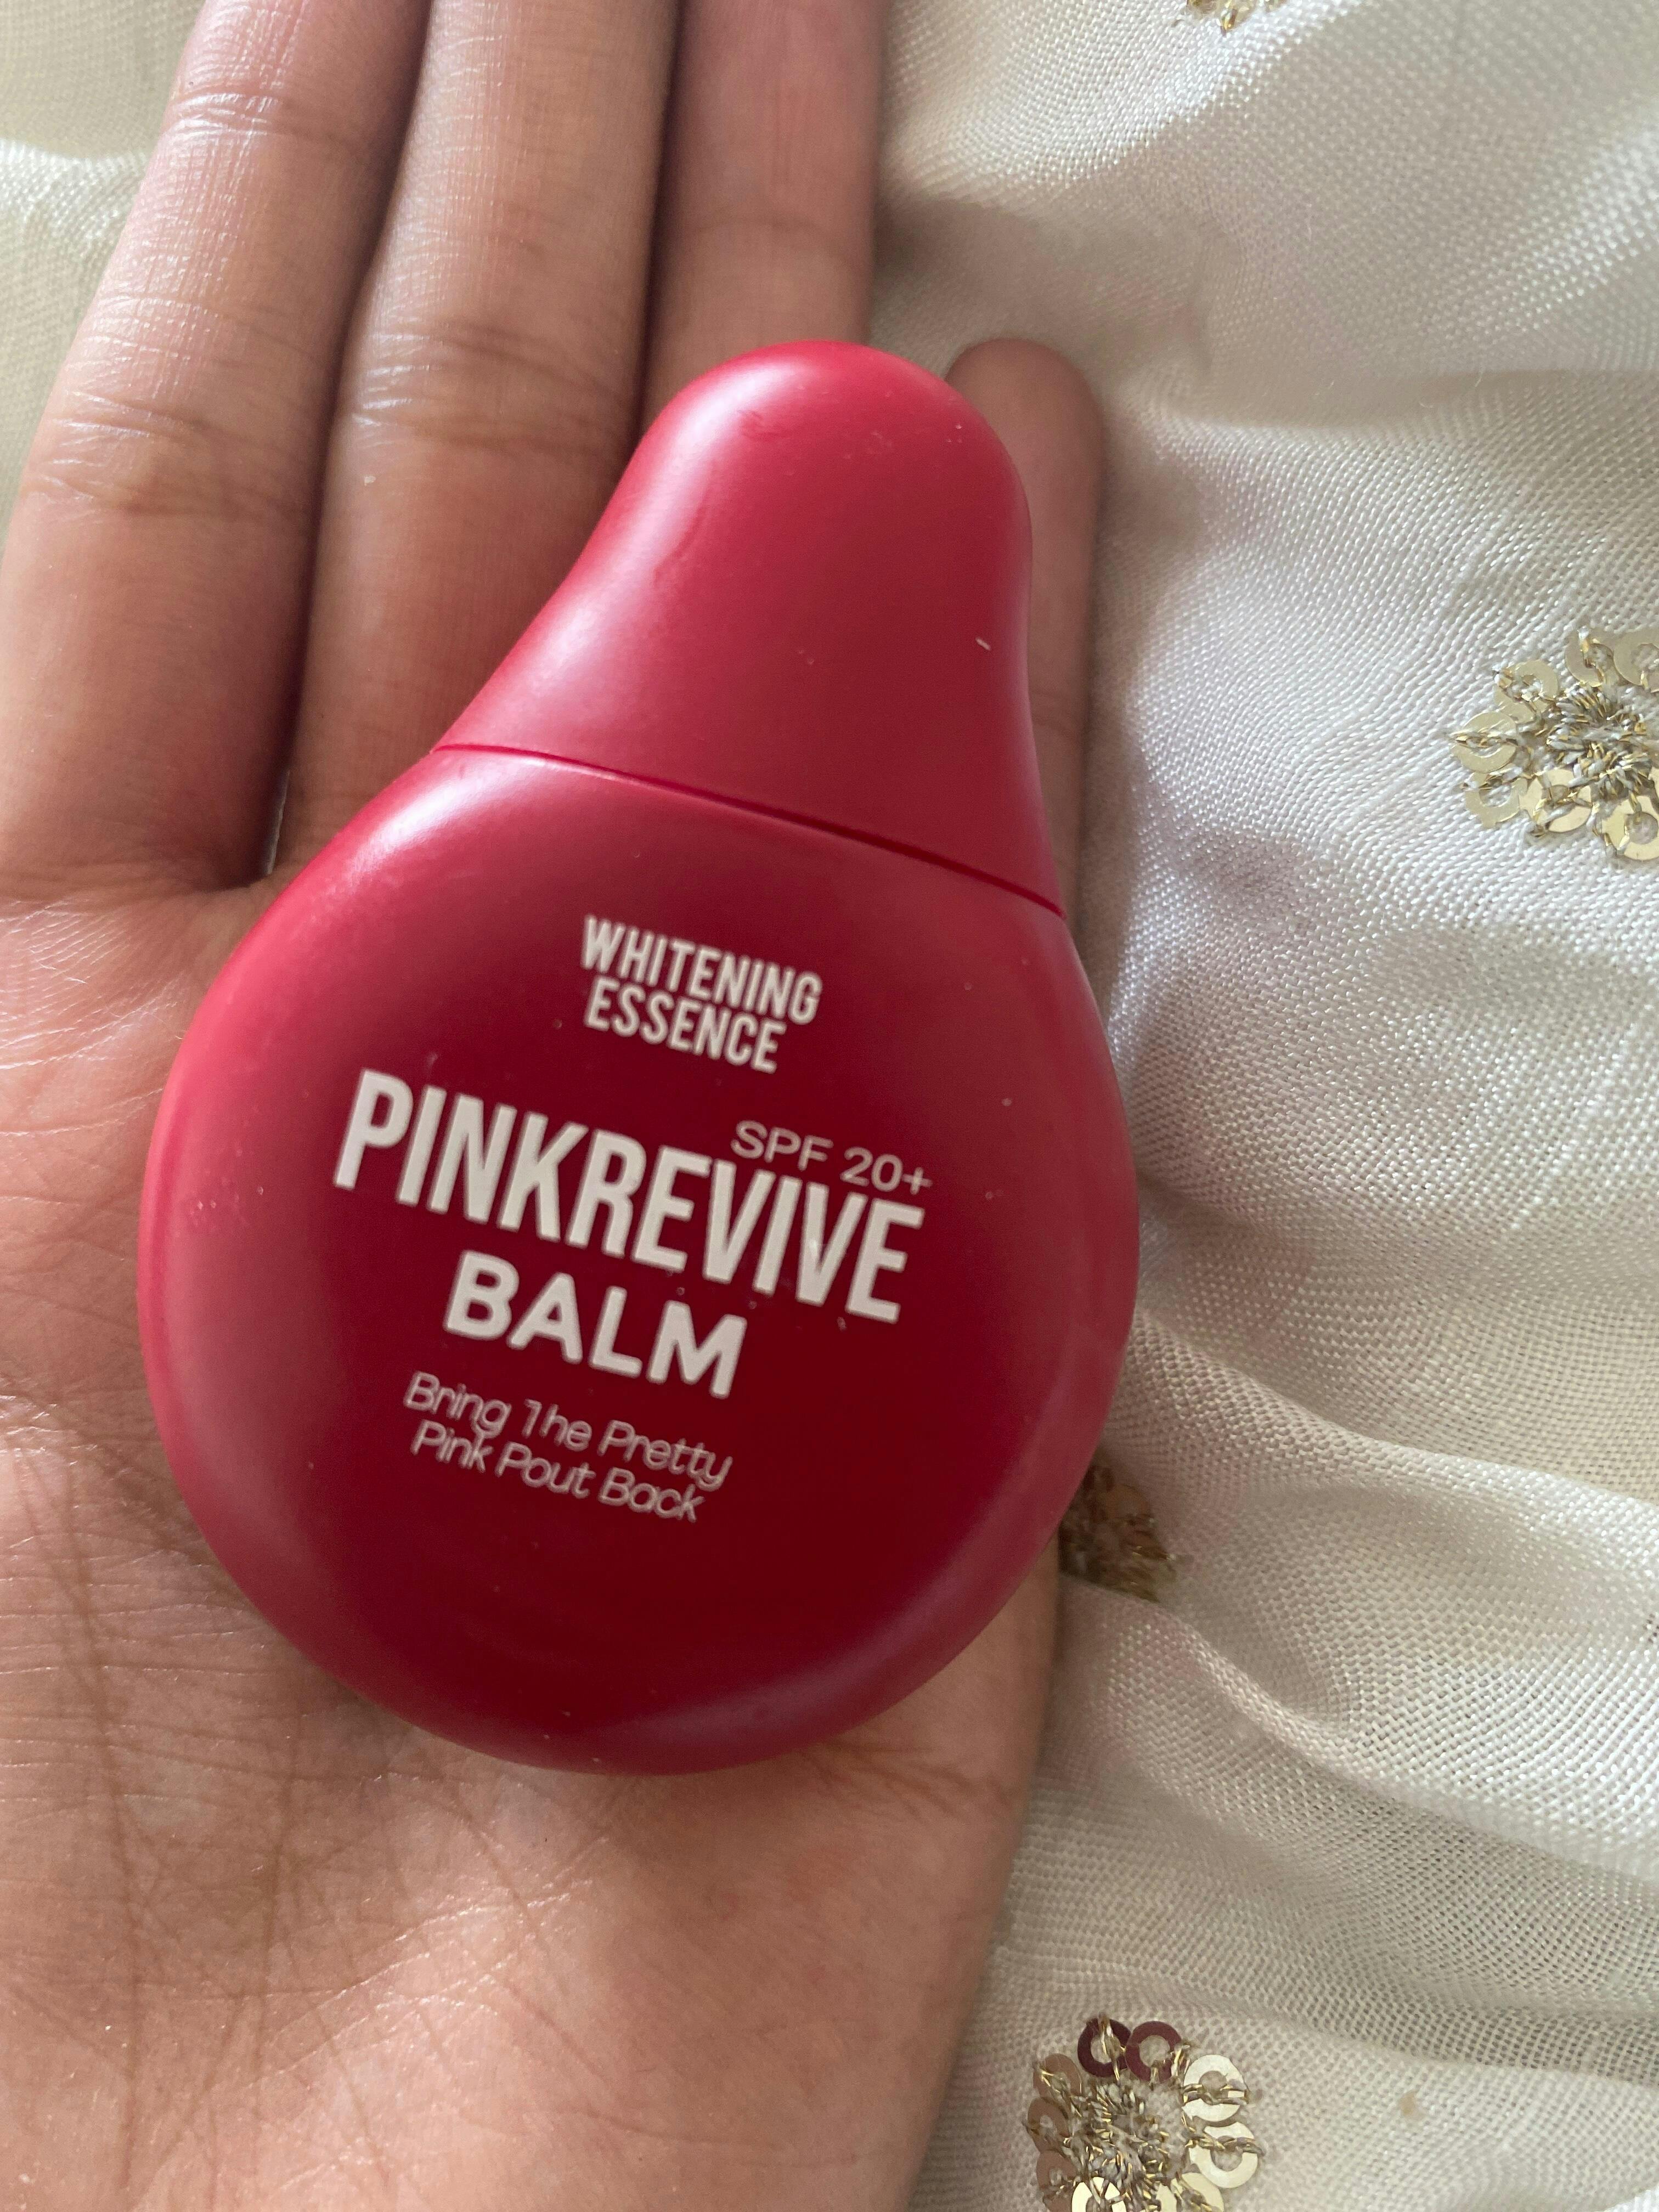 WHITENING
ESSENCE
SPF 20+
PINKREVIVE
BALM
Bring The Pretty
Pink Pout Back